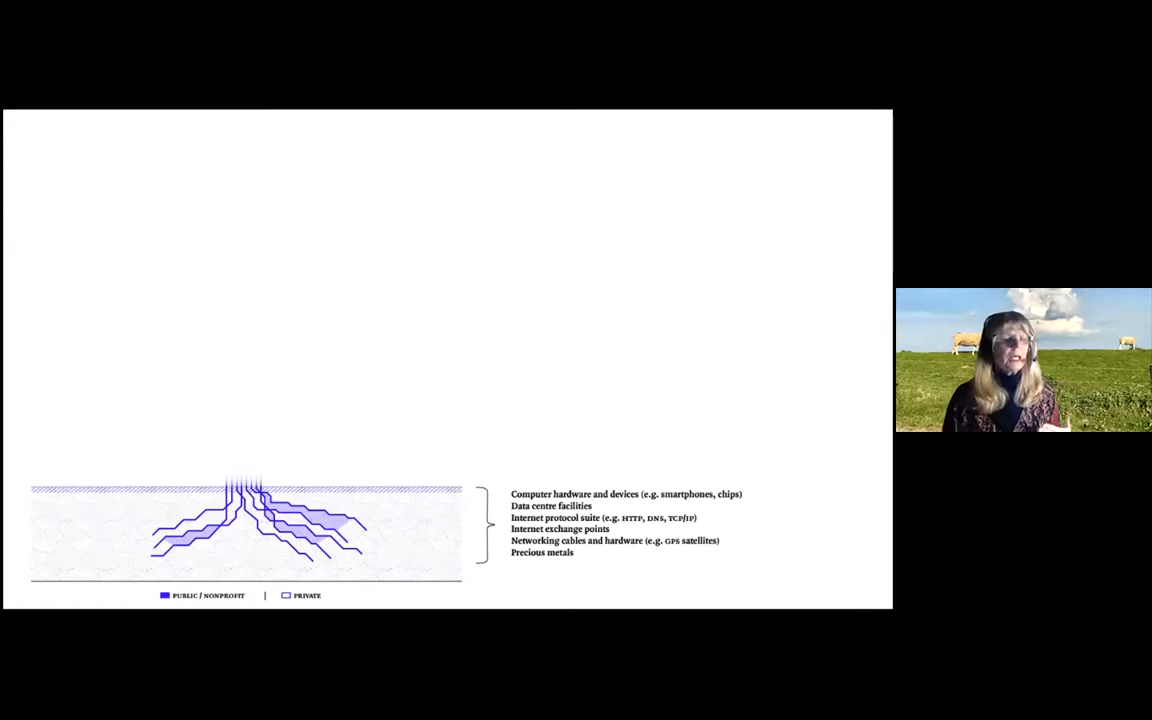 Computer hardware and devices (e.g. smartphones, chips)
Data centre facilities
Internet protocol suite (e.g. HTTP, DNS, TCP/IP)
Internet exchange points
Networking cables and hardware (e.g. GPS satellites)
Precious metals
PUBLIC / NONPROFIT | PRIVATE